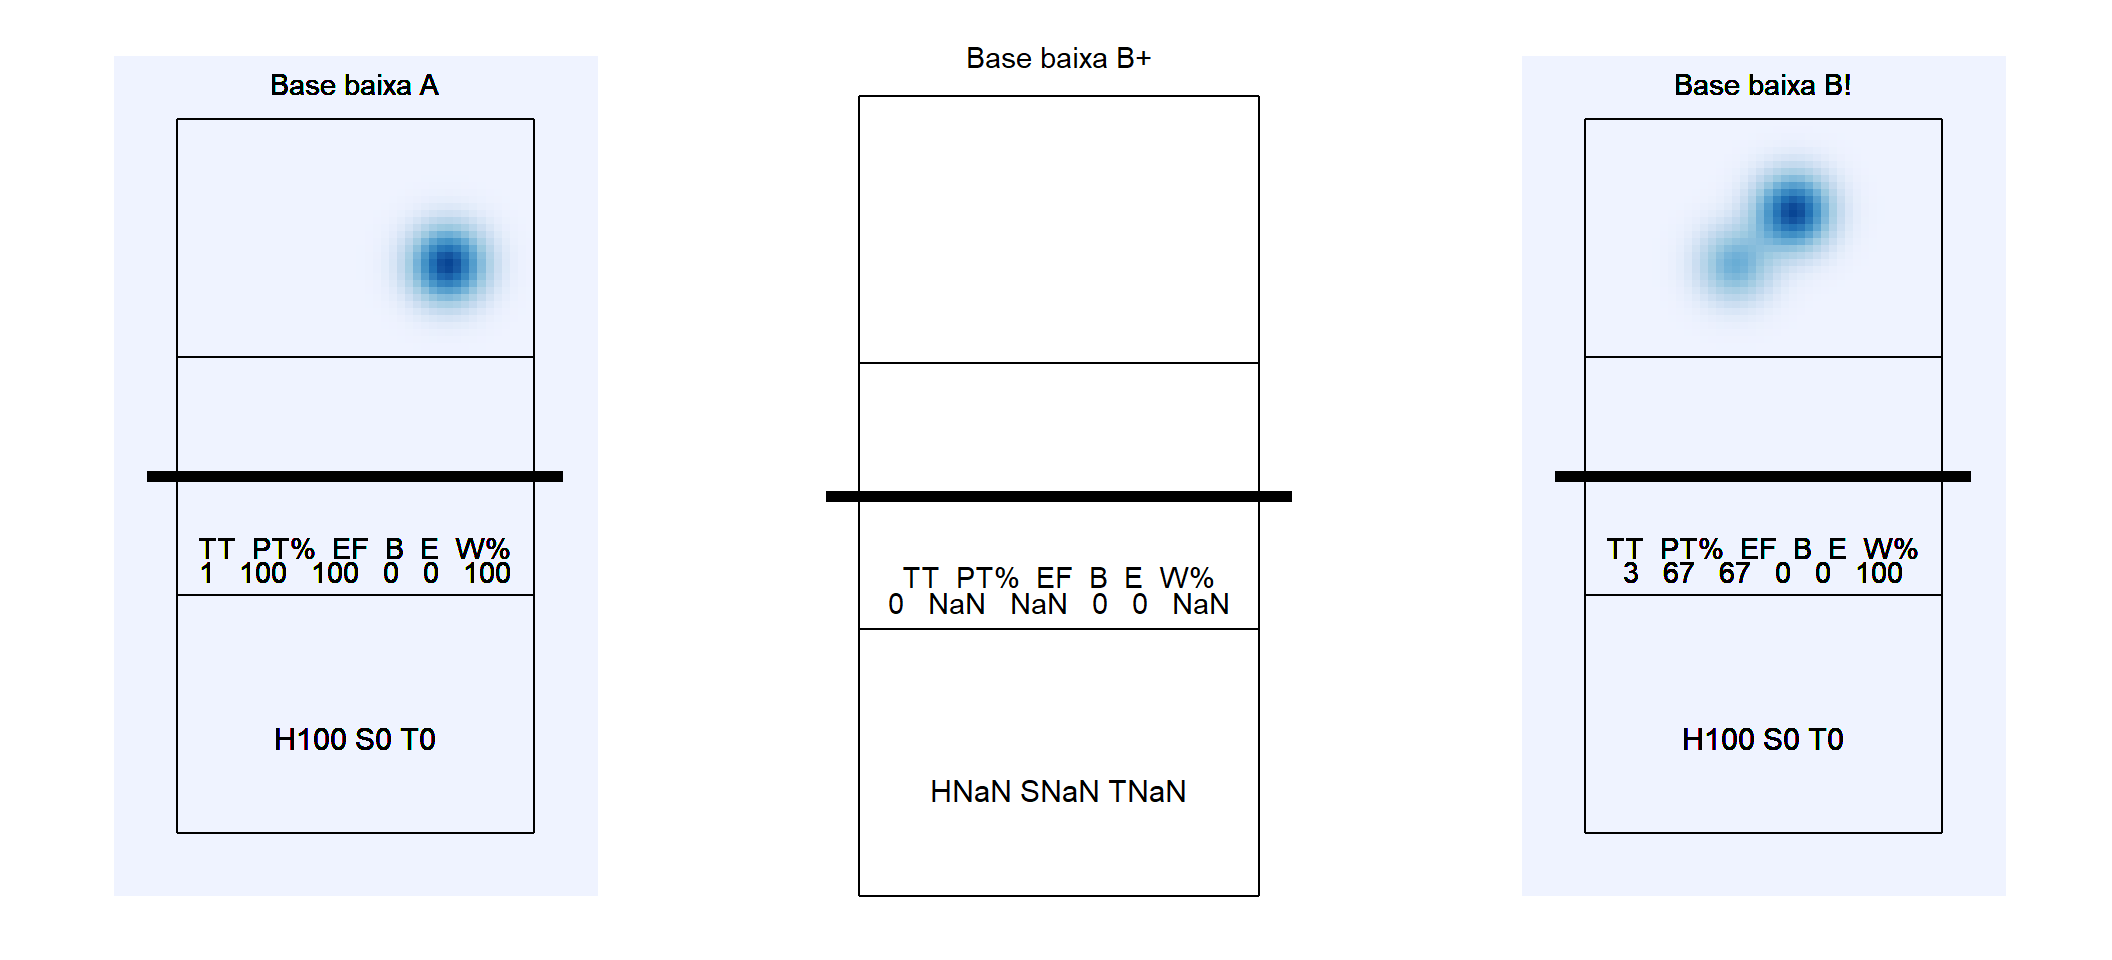 Base baixa A
TT PT% EF B E W%
1 100 100 0 0 100
H100 S0 T0
Base baixa B+
TT PT% EF B E W%
0 NaN NaN 0 0 NaN
HNaN SNaN TNaN
Base baixa B!
TT PT% EF B E W%
3 67 67 0 0 100
H100 S0 T0